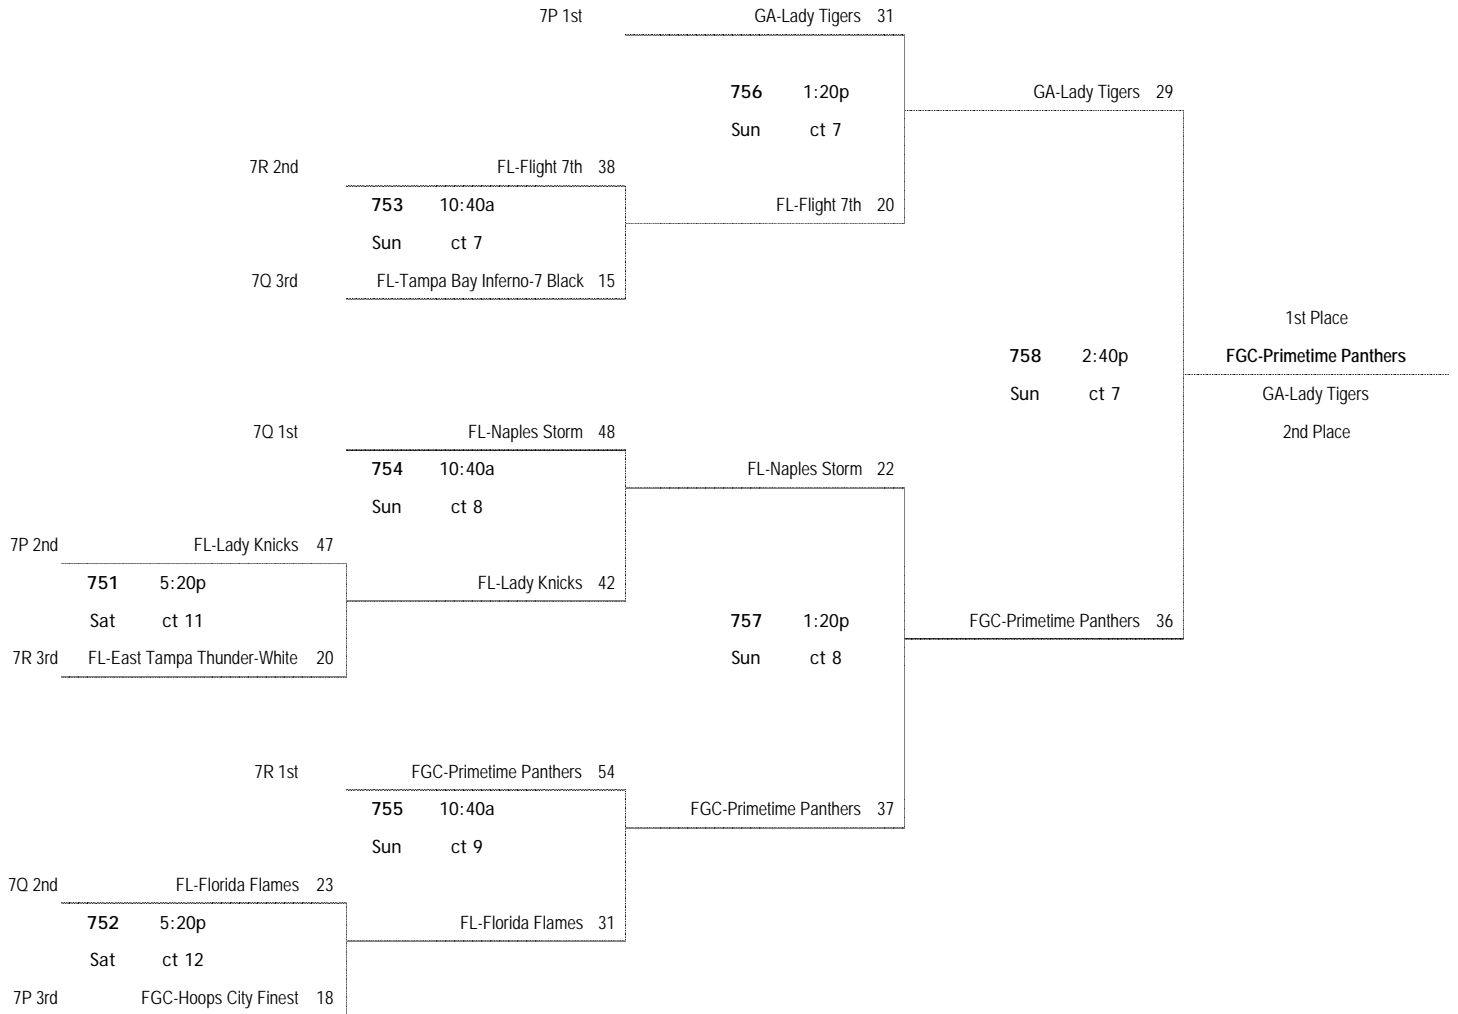 7P 1st GA-Lady Tigers 31
756 1:20p GA-Lady Tigers 29
Sun ct 7
7R 2nd FL-Flight 7th 38
753 10:40a FL-Flight 7th 20
Sun ct 7
7Q 3rd FL-Tampa Bay Inferno-7 Black 15
1st Place
758 2:40p FGC-Primetime Panthers
Sun ct 7 GA-Lady Tigers
7Q 1st FL-Naples Storm 48 2nd Place
754 10:40a FL-Naples Storm 22
Sun ct 8
7P 2nd FL-Lady Knicks 47
751 5:20p FL-Lady Knicks 42
Sat ct 11 757 1:20p FGC-Primetime Panthers 36
7R 3rd FL-East Tampa Thunder-White 20 Sun ct 8
7R 1st FGC-Primetime Panthers 54
755 10:40a FGC-Primetime Panthers 37
Sun ct 9
7Q 2nd FL-Florida Flames 23
752 5:20p FL-Florida Flames 31
Sat ct 12
7P 3rd FGC-Hoops City Finest 18